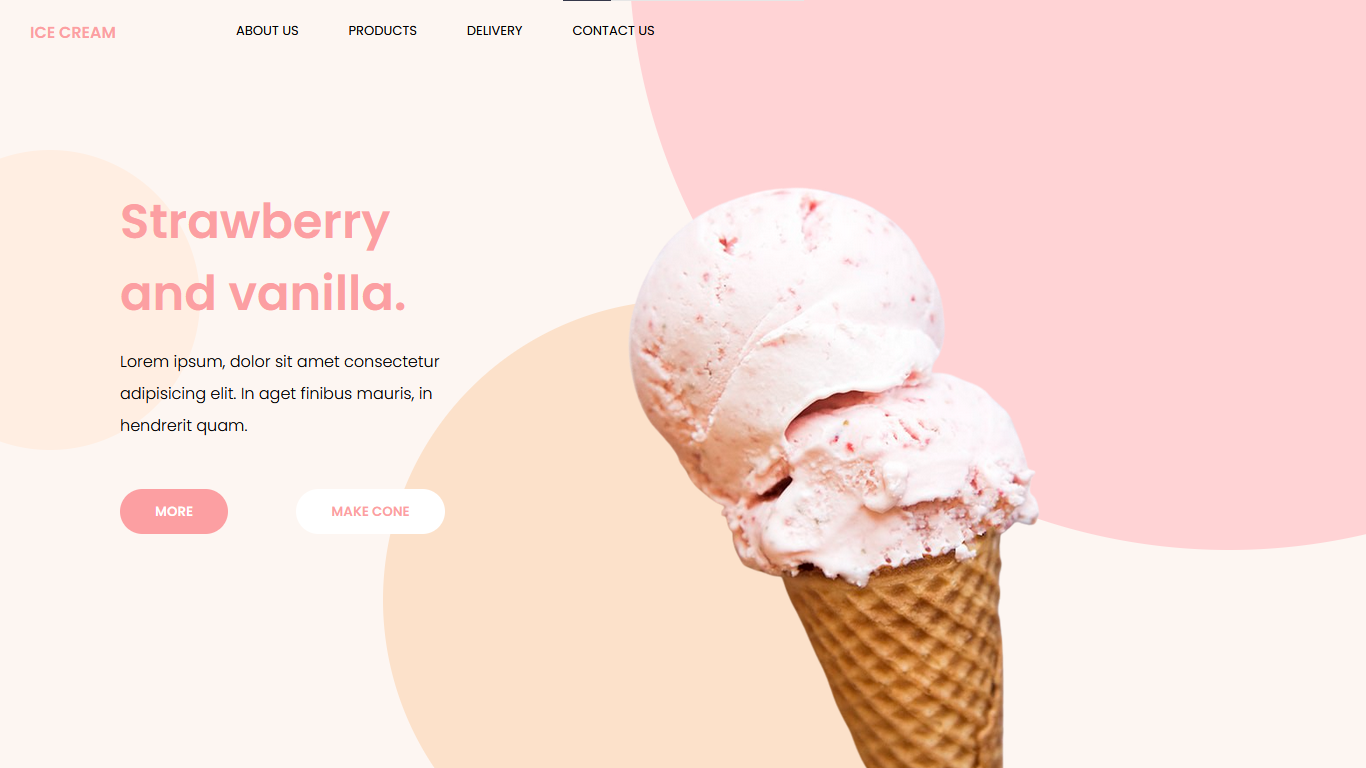 ICE CREAM
ABOUT US
PRODUCTS
DELIVERY
CONTACT US
Strawberry
and vanilla.
Lorem ipsum, dolor sit amet consectetur
adipisicing elit. In aget finibus mauris, in
hendrerit quam.
MORE
MAKE CONE